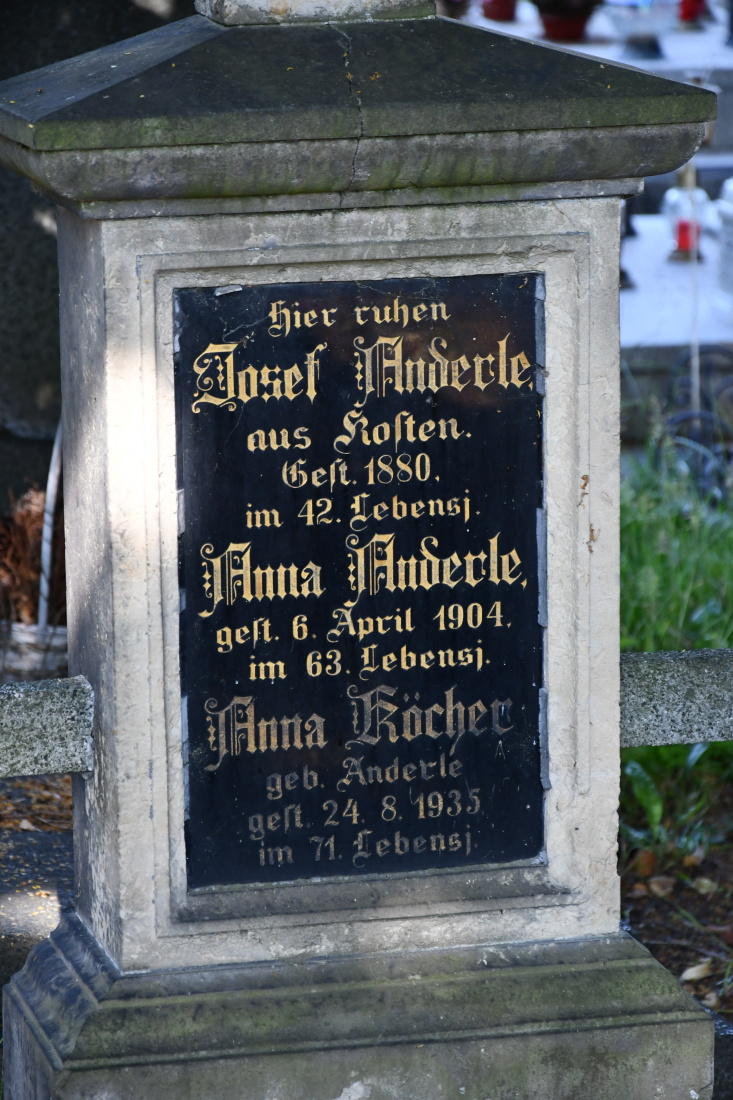 Hier ruhen
Josef Anderle,
aus Kosten.
Gest. 1880.
im 42. Lebensj.
Anna Anderle,
gest. 6. April 1904.
im 63. Lebensj.
Anna Köcher
geb. Anderle
gest. 24. 8. 1935
im 71. Lebensj.